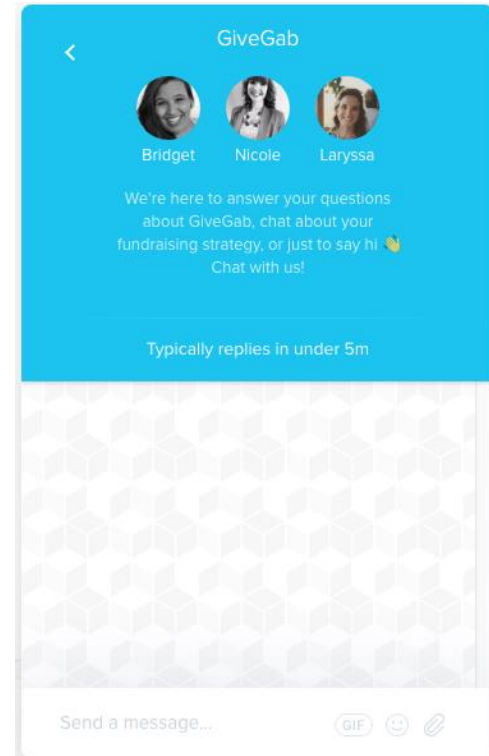 GiveGab
Bridget Nicole Laryssa
We're here to answer your questions
about GiveGab, chat about your
fundraising strategy, or just to say hi 👋
Chat with us!
Typically replies in under 5m
Send a message... GIF